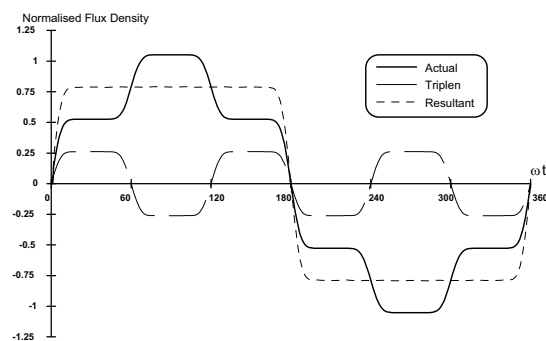 Normalised Flux Density
1.25
1
0.75
0.5
0.25
0
-0.25
-0.5
-0.75
-1
-1.25
0 60 120 180 240 300 360
ωt
Actual
Triplen
Resultant